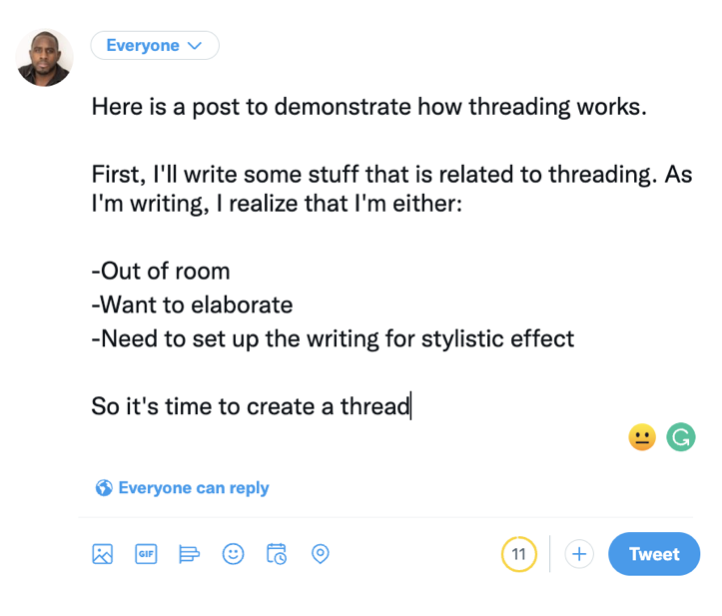 Everyone
Here is a post to demonstrate how threading works.
First, I'll write some stuff that is related to threading. As
I'm writing, I realize that I'm either:
-Out of room
-Want to elaborate
-Need to set up the writing for stylistic effect
So it's time to create a thread
G
Everyone can reply
GIF
11
Tweet